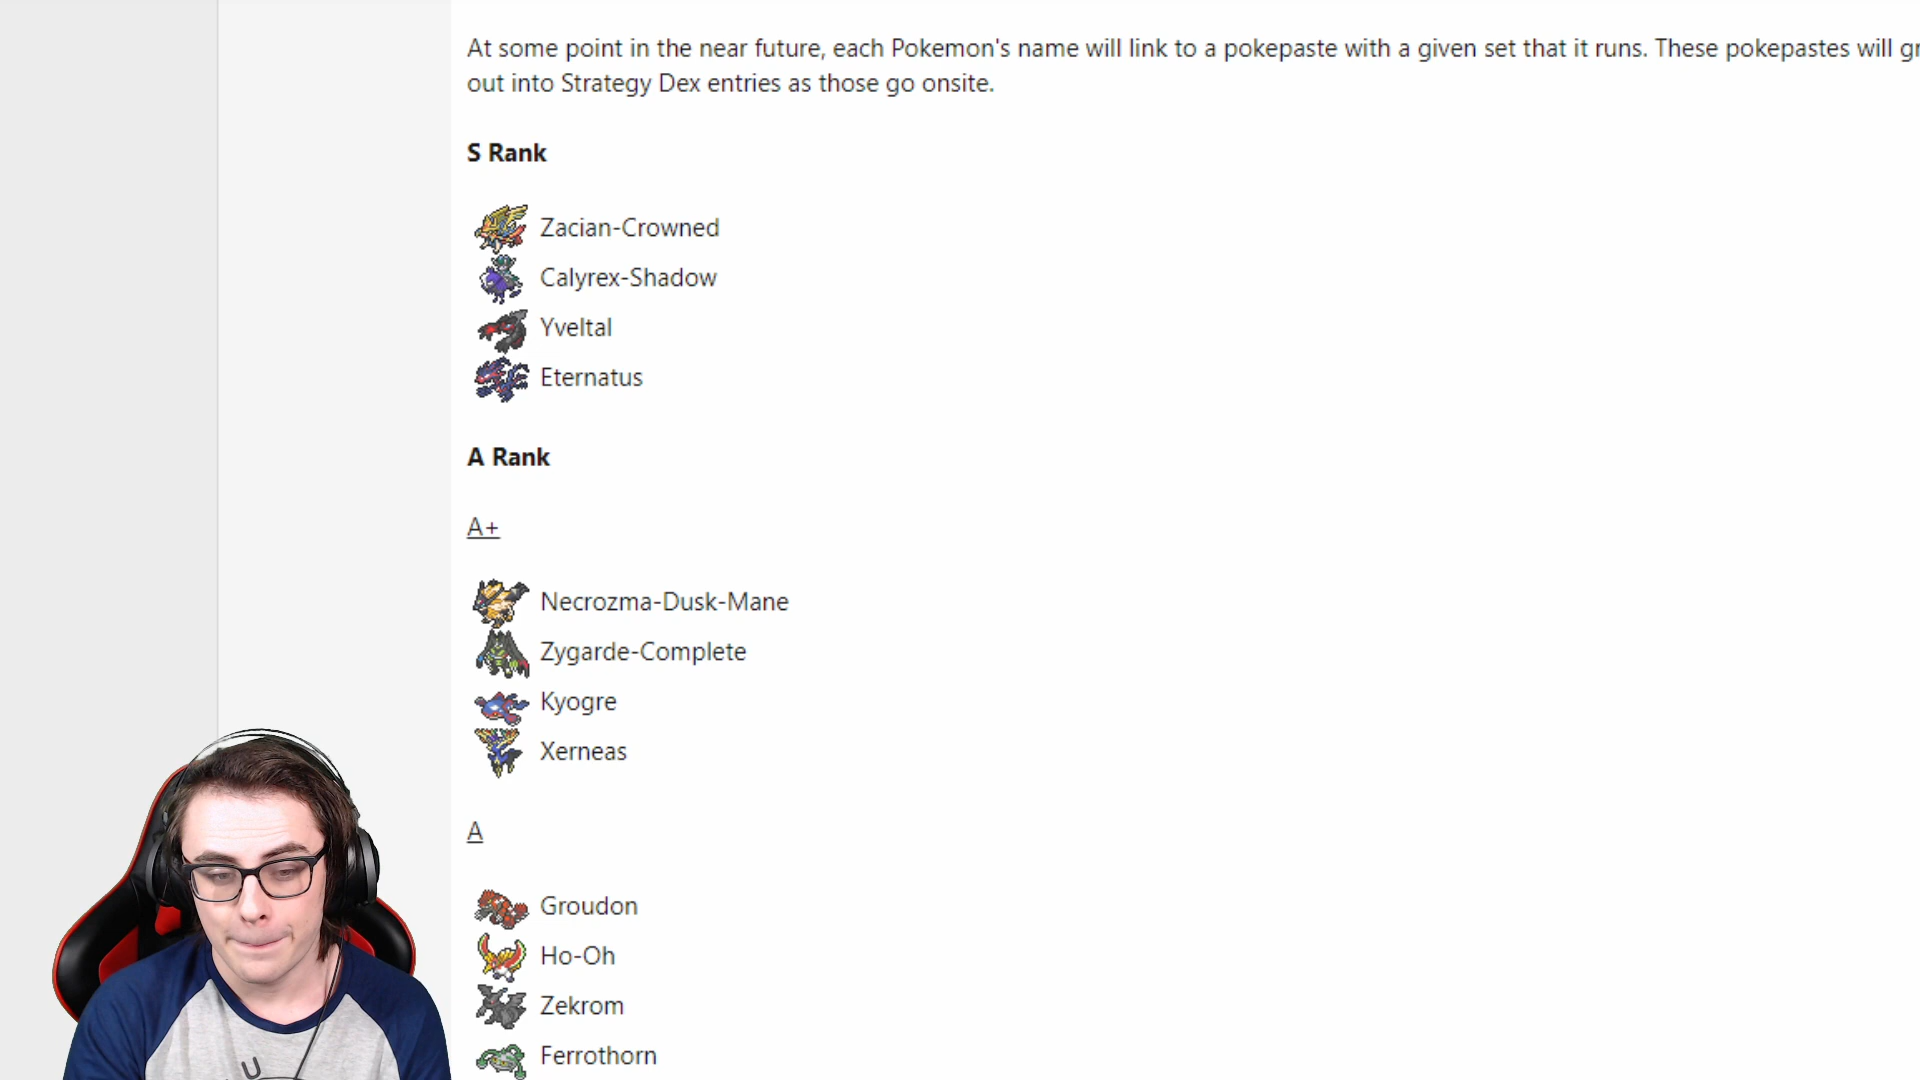 At some point in the near future, each Pokemon's name will link to a pokepaste with a given set that it runs. These pokepastes will
out into Strategy Dex entries as those go onsite.
S Rank
Zacian-Crowned
Calyrex-Shadow
Yveltal
Eternatus
A Rank
A+
Necrozma-Dusk-Mane
Zygarde-Complete
Kyogre
Xerneas
A
Groudon
Ho-Oh
Zekrom
Ferrothorn
U